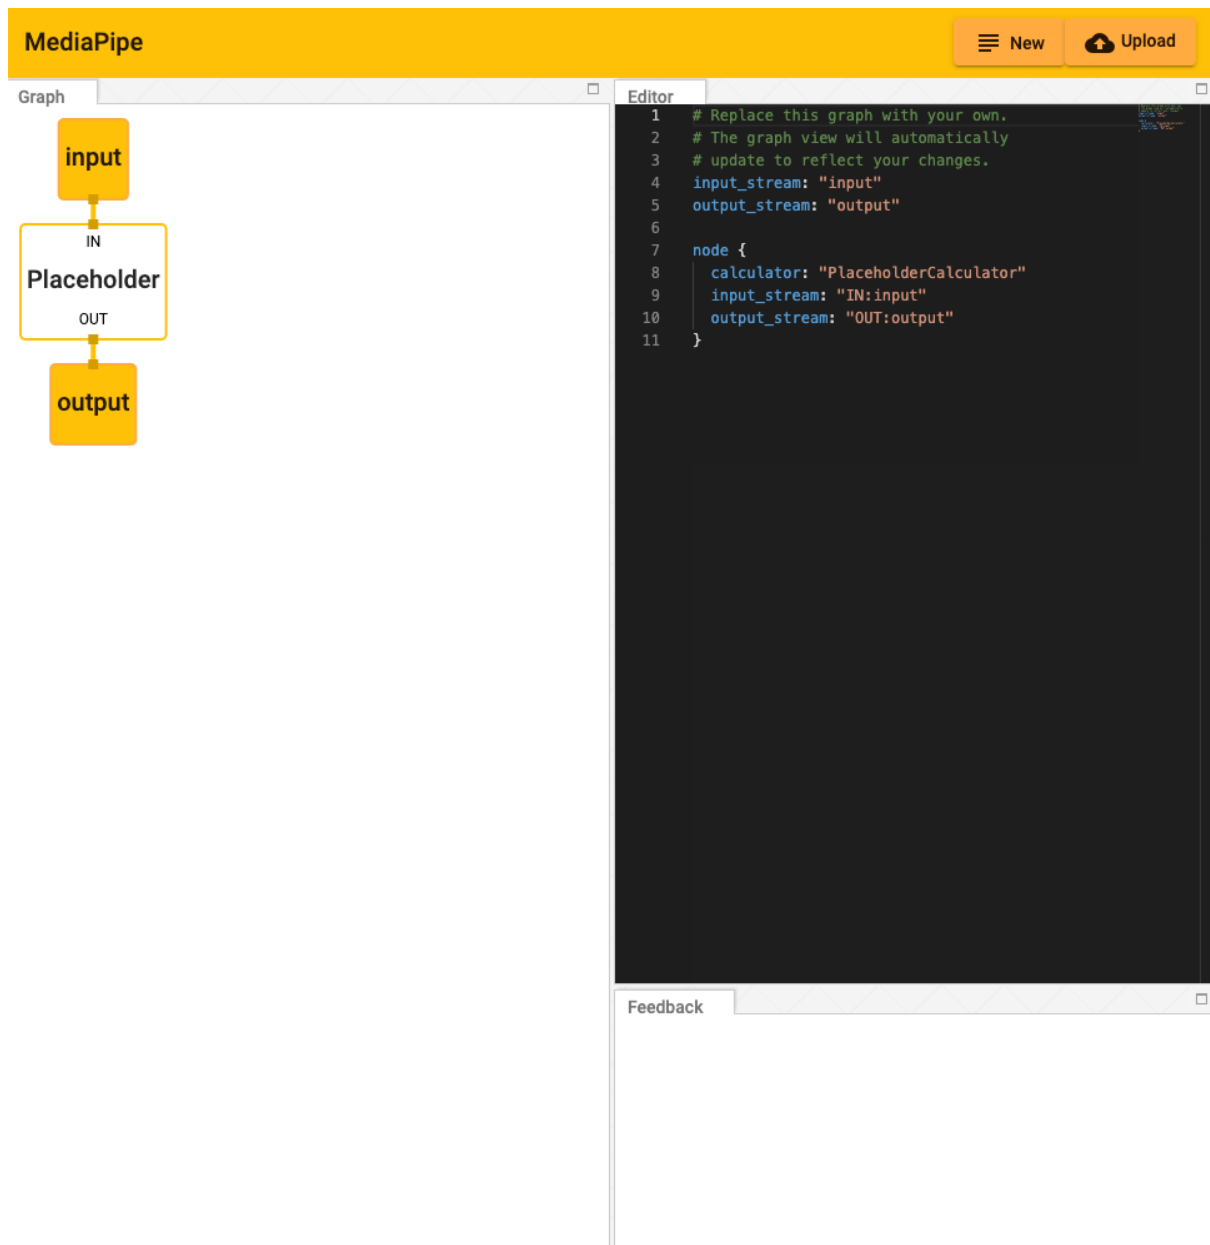 MediaPipe
New
Upload
Graph
input
IN
Placeholder
OUT
output
Editor
1 # Replace this graph with your own.
2 # The graph view will automatically
3 # update to reflect your changes.
4 input_stream: "input"
5 output_stream: "output"
6
7 node {
8 calculator: "PlaceholderCalculator"
9 input_stream: "IN:input"
10 output_stream: "OUT:output"
11 }
Feedback